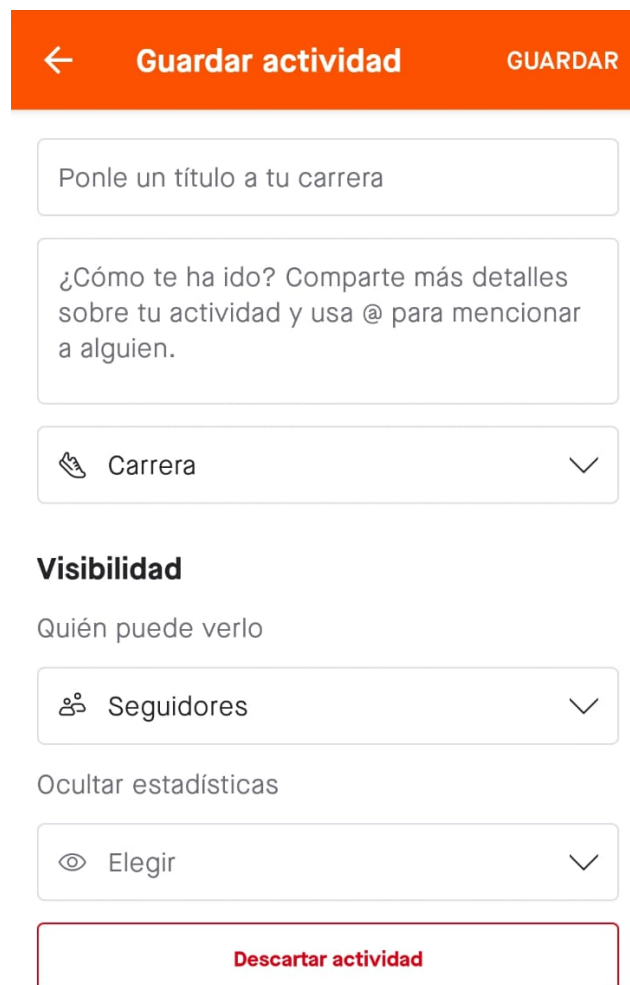 Guardar actividad GUARDAR
Ponle un título a tu carrera
¿Cómo te ha ido? Comparte más detalles
sobre tu actividad y usa @ para mencionar
a alguien.
Carrera
Visibilidad
Quién puede verlo
Seguidores
Ocultar estadísticas
Elegir
Descartar actividad